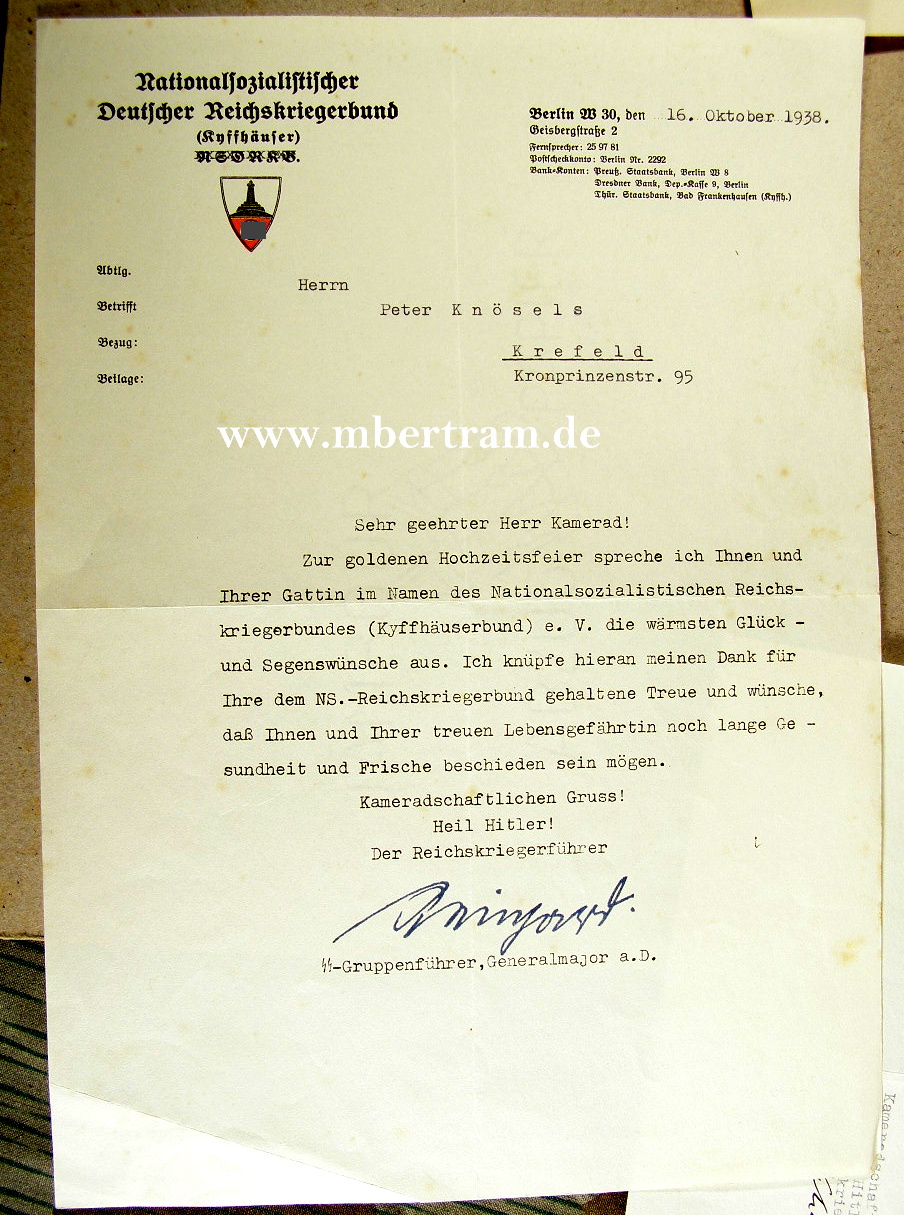 Nationalsozialistischer
Deutscher Reichskriegerbund
(Kyffhäuser)
NSDRKB.
Berlin W 30, den 16. Oktober 1938.
Geisbergstraße 2
Fernsprecher: 25 97 81
Postscheckkonto: Berlin Nr. 2292
Bank-Konten: Preuß. Staatsbank, Berlin W 8
Dresdner Bank, Dep.-Kasse 9, Berlin
Thür. Staatsbank, Bad Frankenhausen (Kyffh.)
Abtlg.
Betrifft
Bezug:
Beilage:
Herrn
Peter Knösels
Krefeld
Kronprinzenstr. 95
www.mbertram.de
Sehr geehrter Herr Kamerad!
Zur goldenen Hochzeitsfeier spreche ich Ihnen und
Ihrer Gattin im Namen des Nationalsozialistischen Reichs-
kriegerbundes (Kyffhäuserbund) e. V. die wärmsten Glück -
und Segenswünsche aus. Ich knüpfe hieran meinen Dank für
Ihre dem NS.-Reichskriegerbund gehaltene Treue und wünsche,
daß Ihnen und Ihrer treuen Lebensgefährtin noch lange Ge -
sundheit und Frische beschieden sein mögen.
Kameradschaftlichen Gruss!
Heil Hitler!
Der Reichskriegerführer
Reinhard.
SS-Gruppenführer, Generalmajor a.D.